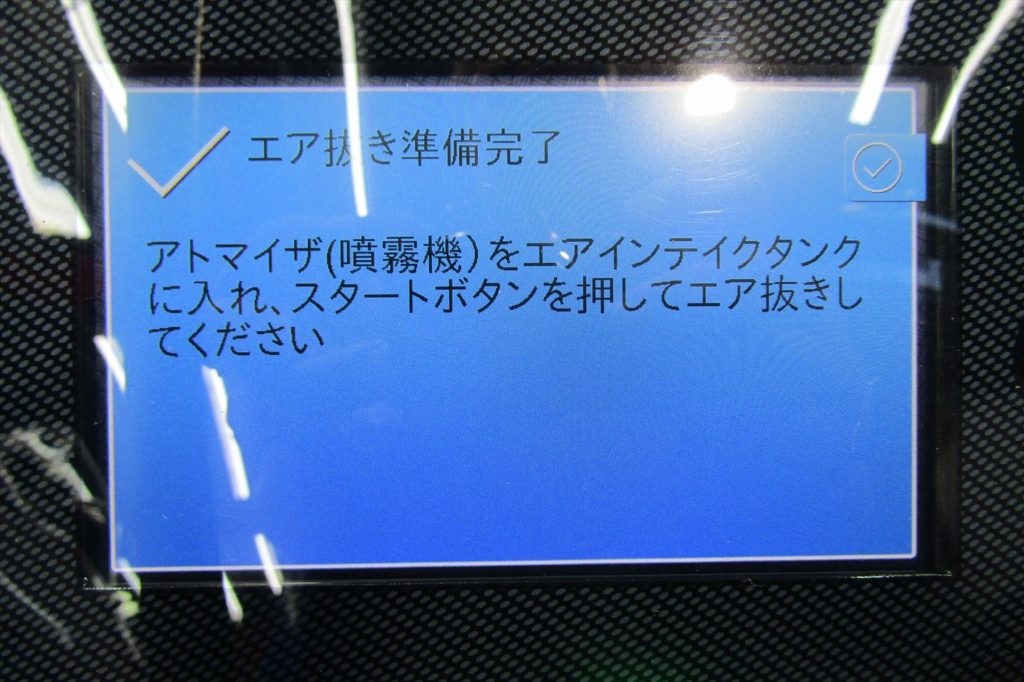 エア抜き準備完了
アトマイザ(噴霧機)をエアインテイクタンク
に入れ、スタートボタンを押してエア抜きし
てください